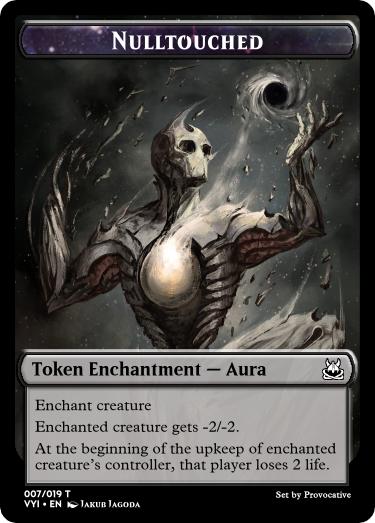 Nulltouched
Token Enchantment — Aura
Enchant creature
Enchanted creature gets -2/-2.
At the beginning of the upkeep of enchanted
creature's controller, that player loses 2 life.
007/019 T
VYI • EN Jakub Jagoda
Set by Provocative